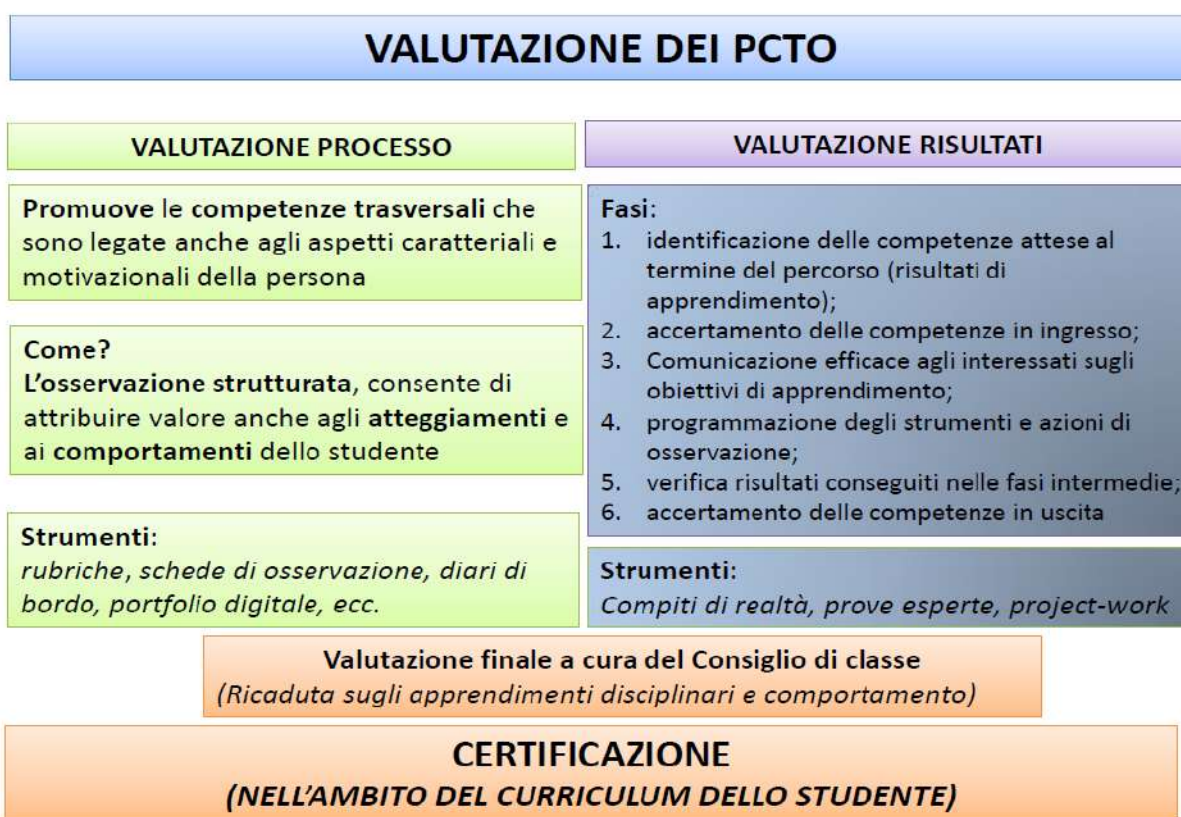 VALUTAZIONE DEI PCTO
VALUTAZIONE PROCESSO
Promuove le competenze trasversali che
sono legate anche agli aspetti caratteriali e
motivazionali della persona
Come?
L'osservazione strutturata, consente di
attribuire valore anche agli atteggiamenti e
ai comportamenti dello studente
Strumenti:
rubriche, schede di osservazione, diari di
bordo, portfolio digitale, ecc.
VALUTAZIONE RISULTATI
Fasi:
1. identificazione delle competenze attese al
termine del percorso (risultati di
apprendimento);
2. accertamento delle competenze in ingresso;
3. Comunicazione efficace agli interessati sugli
obiettivi di apprendimento;
4. programmazione degli strumenti e azioni di
osservazione;
5. verifica risultati conseguiti nelle fasi intermedie;
6. accertamento delle competenze in uscita
Strumenti:
Compiti di realtà, prove esperte, project-work
Valutazione finale a cura del Consiglio di classe
(Ricaduta sugli apprendimenti disciplinari e comportamento)
CERTIFICAZIONE
(NELL'AMBITO DEL CURRICULUM DELLO STUDENTE)